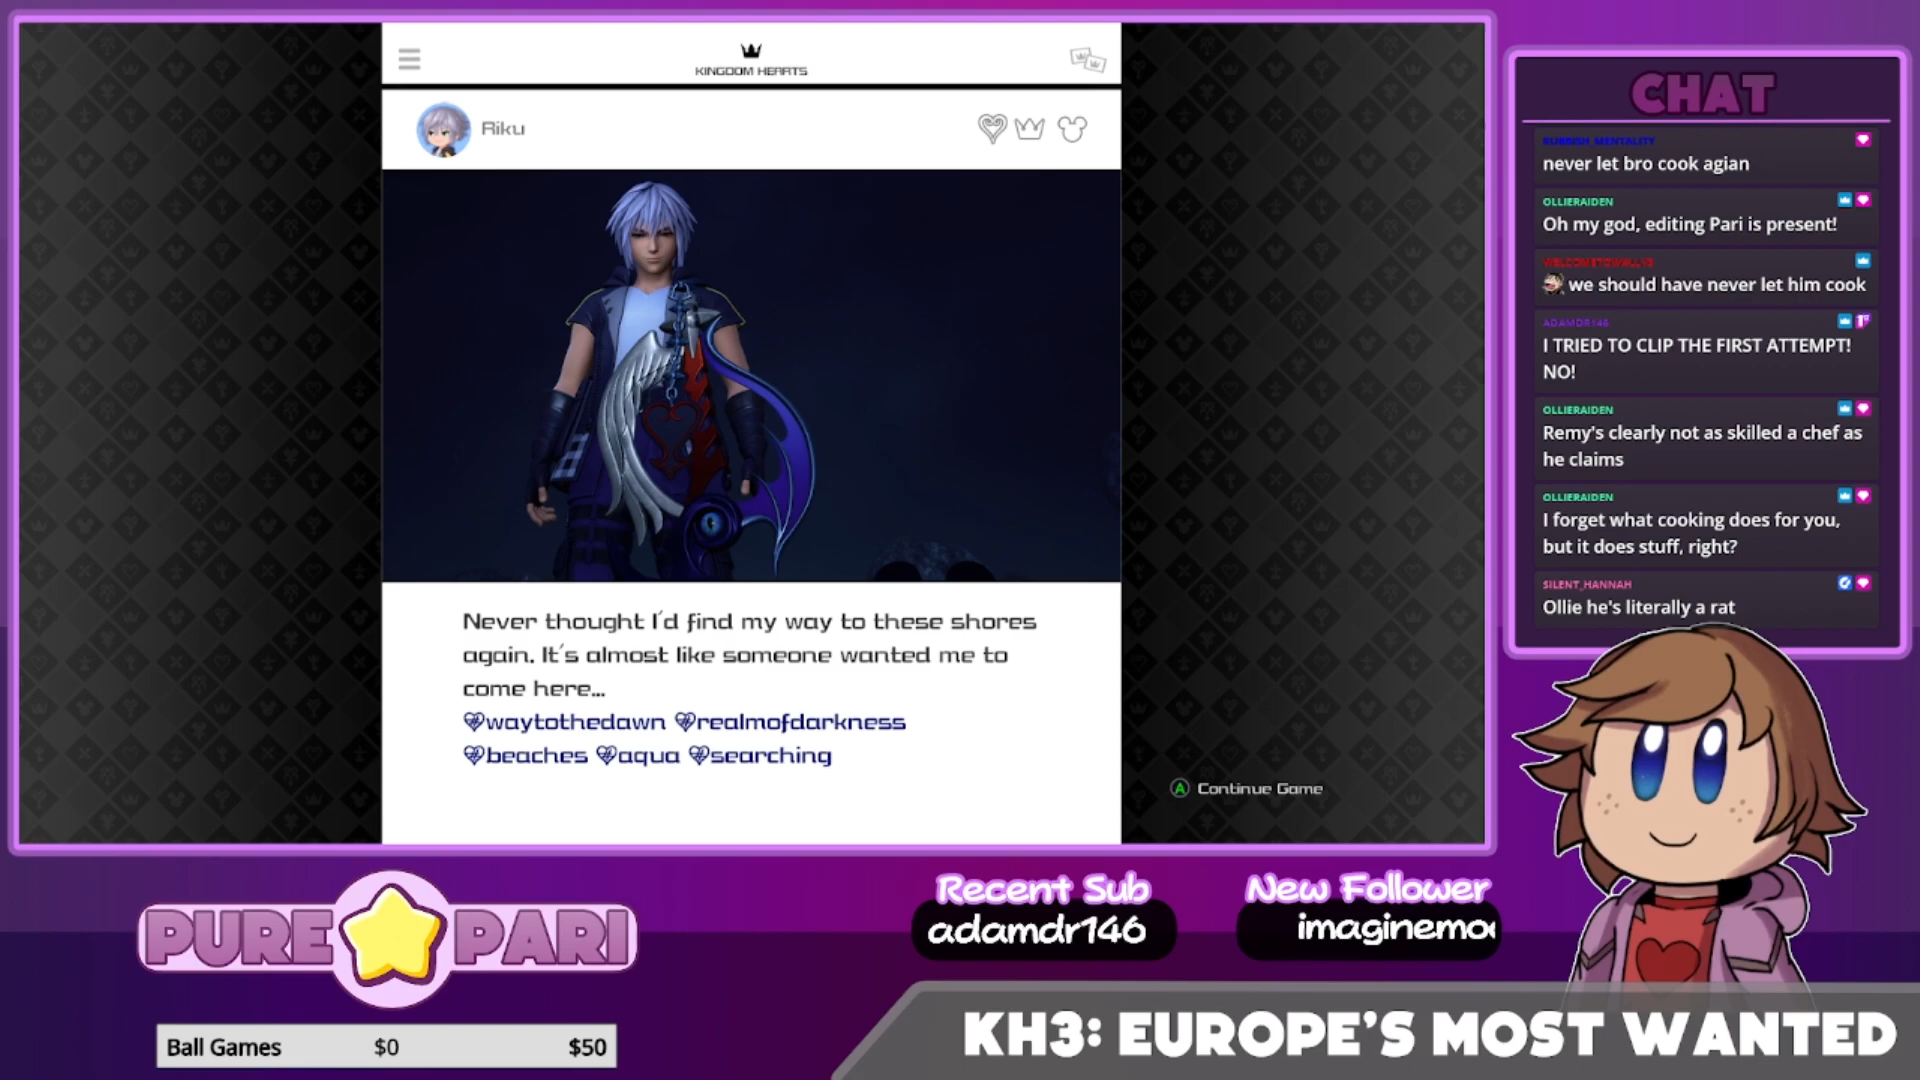 KINGDOM HEARTS
Riku
Never thought I'd find my way to these shores
again. It's almost like someone wanted me to
come here...
waytothedawn realmofdarkness
beaches aqua searching
A Continue Game
CHAT
RUBBISH_MENTALITY
never let bro cook agian
OLLIERAIDEN
Oh my god, editing Pari is present!
we should have never let him cook
ADAMDR146
I TRIED TO CLIP THE FIRST ATTEMPT!
NO!
OLLIERAIDEN
Remy's clearly not as skilled a chef as
he claims
OLLIERAIDEN
I forget what cooking does for you,
but it does stuff, right?
SILENT_HANNAH
Ollie he's literally a rat
PURE PARI
Recent Sub
adamdr146
New Follower
imaginemo
Ball Games $0 $50
KH3: EUROPE'S MOST WANTED